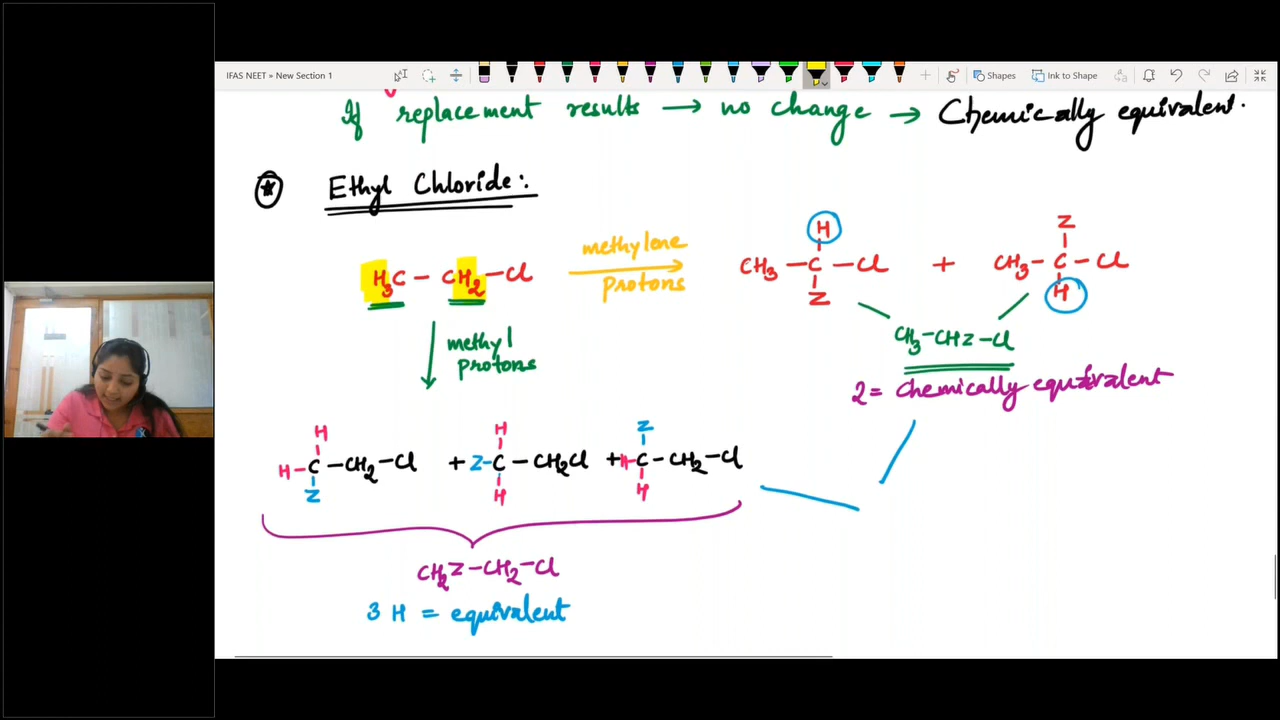 IFAS NEET » New Section 1
Shapes
Ink to Shape
If replacement results → no change → Chemically equivalent.
* Ethyl Chloride:
H₃C – CH₂ – Cl
methylene
protons
H
CH₃ – C – Cl
Z
+
Z
CH₃ – C – Cl
H
methyl
protons
CH₃ – CHZ – Cl
2 = chemically equivalent
H
H – C – CH₂ – Cl
Z
+
H
Z – C – CH₂Cl
H
+
Z
H – C – CH₂ – Cl
H
CH₂Z – CH₂ – Cl
3 H = equivalent